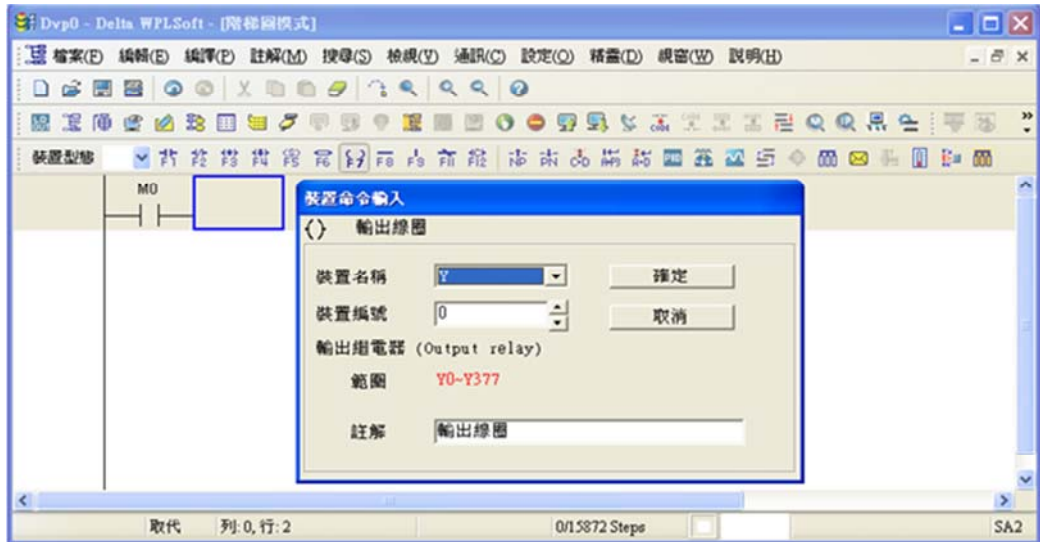 Dvp0 - Delta WPLSoft - [階梯圖模式]
檔案(F) 編輯(E) 編譯(P) 註解(M) 搜尋(S) 檢視(V) 通訊(C) 設定(O) 精靈(D) 視窗(W) 說明(H)
裝置型態
M0
裝置命令輸入
() 輸出線圈
裝置名稱 Y 確定
裝置編號 0 取消
輸出繼電器 (Output relay)
範圍 Y0~Y377
註解 輸出線圈
取代 列: 0, 行: 2 0/15872 Steps SA2